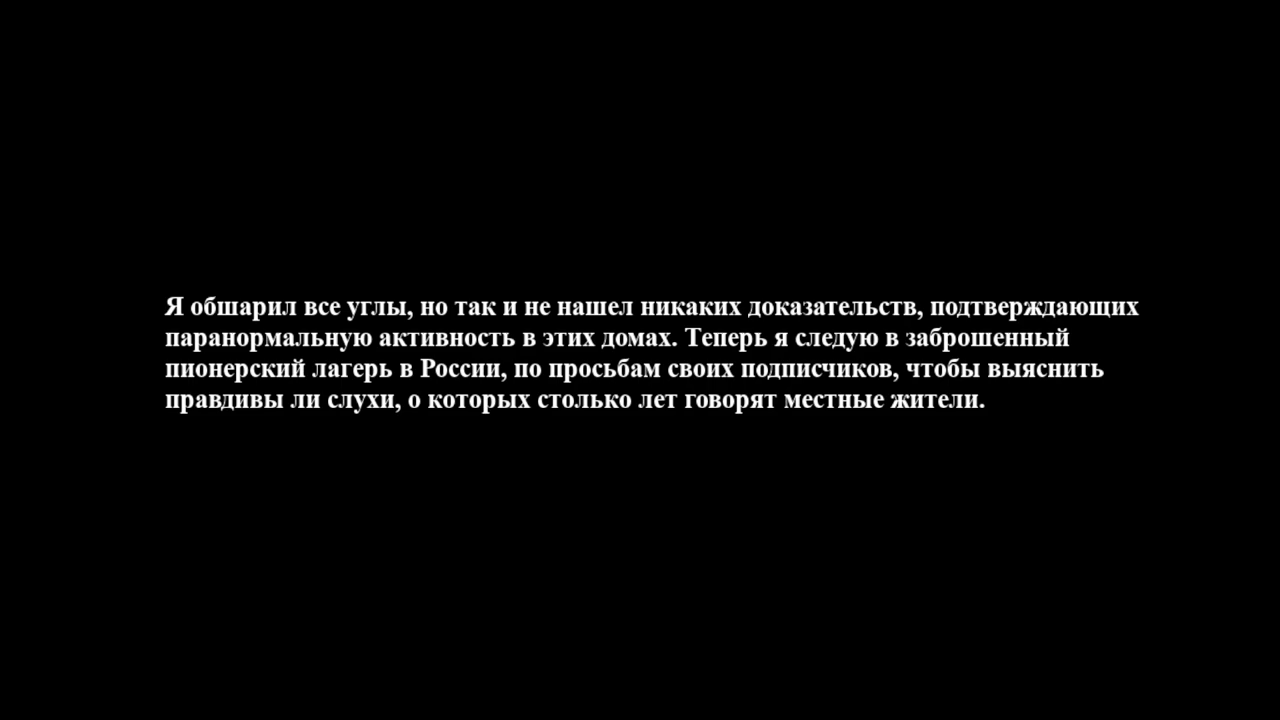 Я обшарил все углы, но так и не нашел никаких доказательств, подтверждающих
паранормальную активность в этих домах. Теперь я следую в заброшенный
пионерский лагерь в России, по просьбам своих подписчиков, чтобы выяснить
правдивы ли слухи, о которых столько лет говорят местные жители.